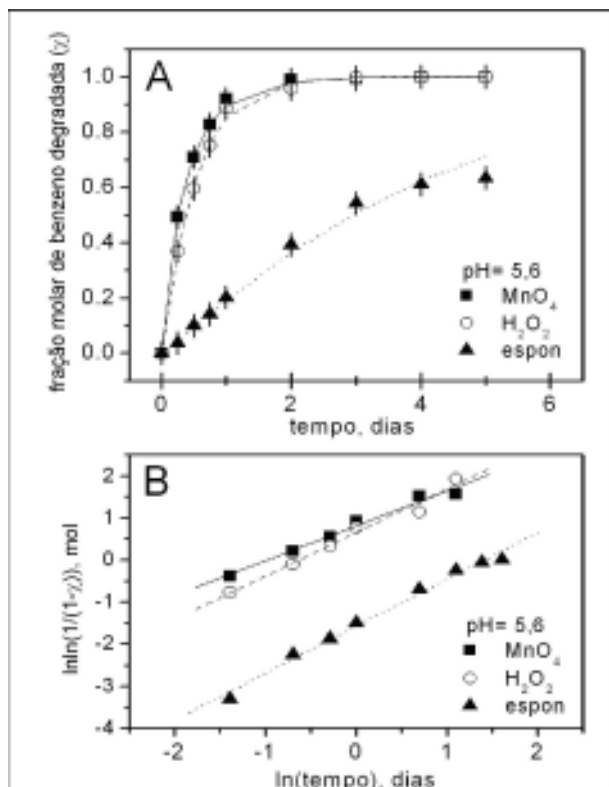 A
fração molar de benzeno degradada (χ)
1.0
0.8
0.6
0.4
0.2
0.0
pH= 5,6
MnO₄
H₂O₂
espon
0
2
4
6
tempo, dias
B
lnln(1/(1-χ)), mol
2
1
0
-1
-2
-3
-4
pH= 5,6
MnO₄
H₂O₂
espon
-2
-1
0
1
2
ln(tempo), dias